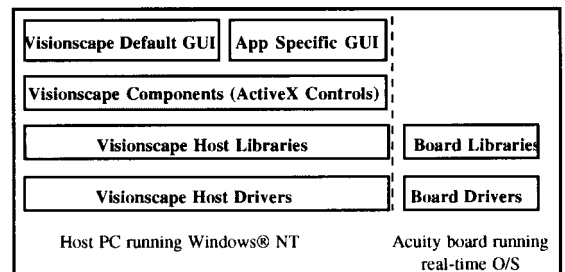 Visionscape Default GUI App Specific GUI
Visionscape Components (ActiveX Controls)
Visionscape Host Libraries Board Libraries
Visionscape Host Drivers Board Drivers
Host PC running Windows® NT Acuity board running
real-time O/S